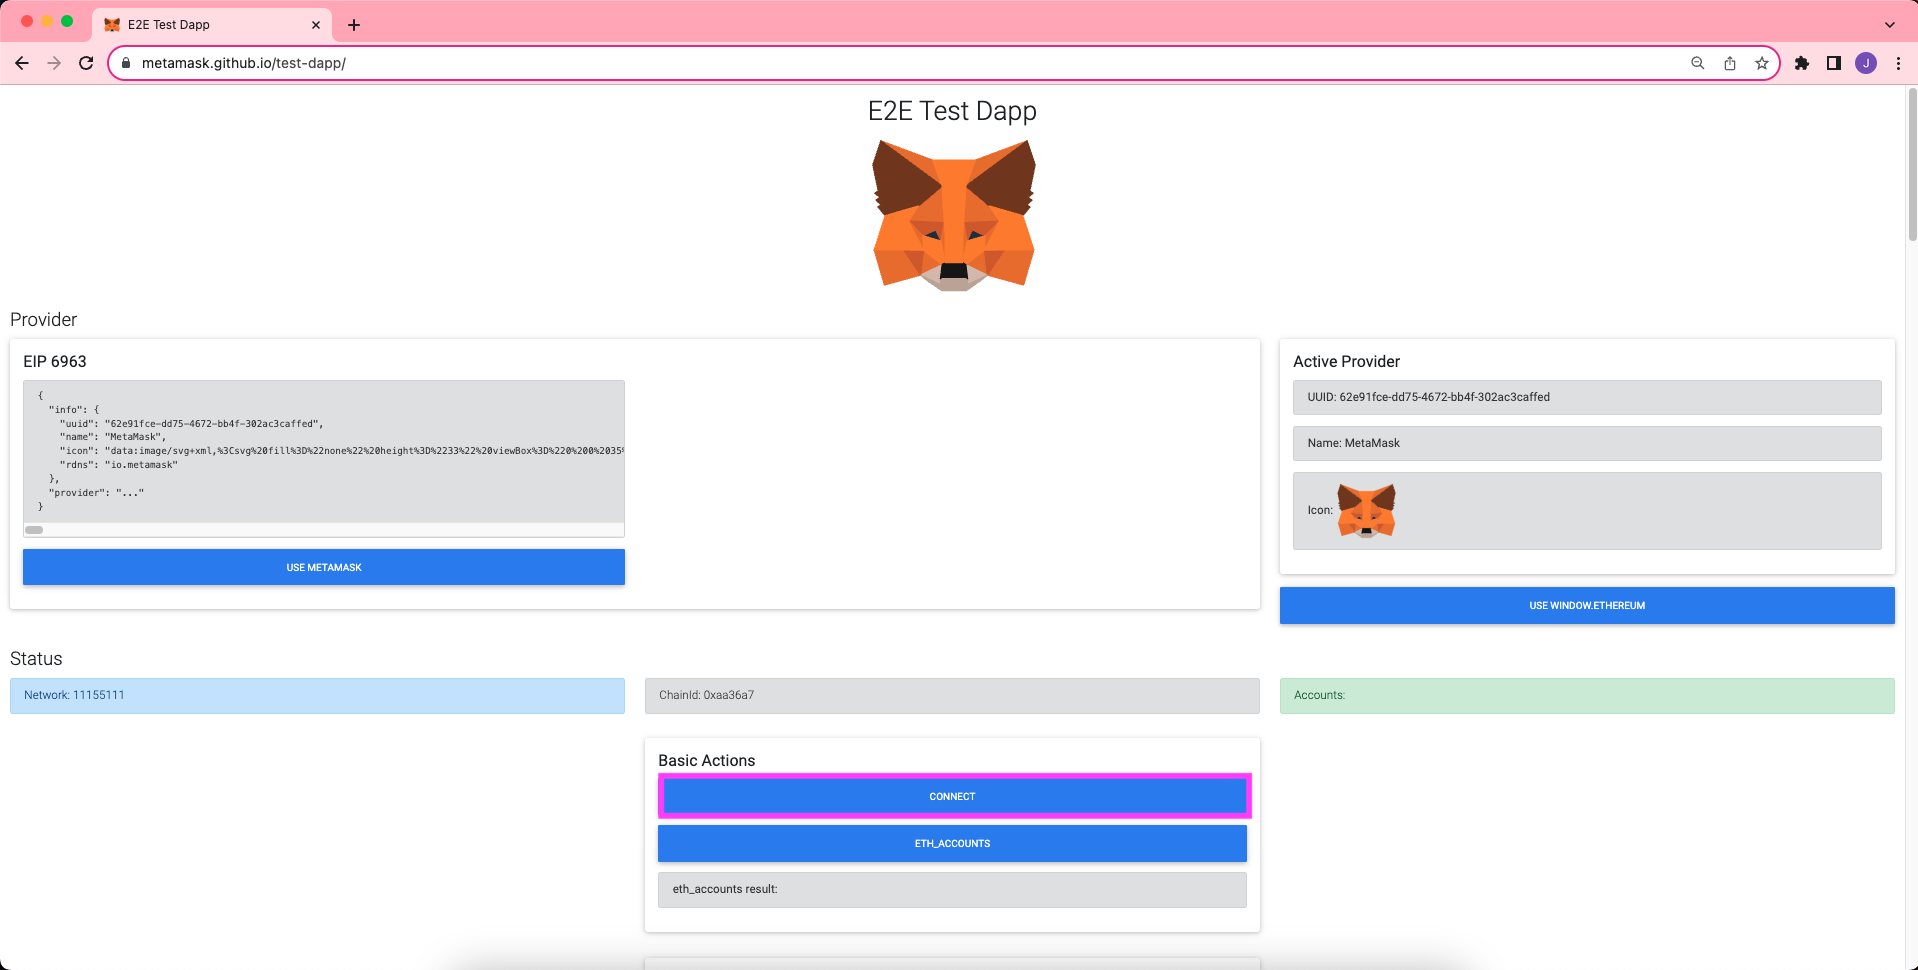 E2E Test Dapp
metamask.github.io/test-dapp/
J
E2E Test Dapp
Provider
EIP 6963
{
"info": {
"uuid": "62e91fce-dd75-4672-bb4f-302ac3caffed",
"name": "MetaMask",
"icon": "data:image/svg+xml,%3Csvg%20fill%3D%22none%22%20height%3D%2233%22%20viewBox%3D%220%200%2035%
"rdns": "io.metamask"
},
"provider": "..."
}
USE METAMASK
Active Provider
UUID: 62e91fce-dd75-4672-bb4f-302ac3caffed
Name: MetaMask
Icon:
USE WINDOW.ETHEREUM
Status
Network: 11155111
ChainId: 0xaa36a7
Accounts:
Basic Actions
CONNECT
ETH_ACCOUNTS
eth_accounts result: